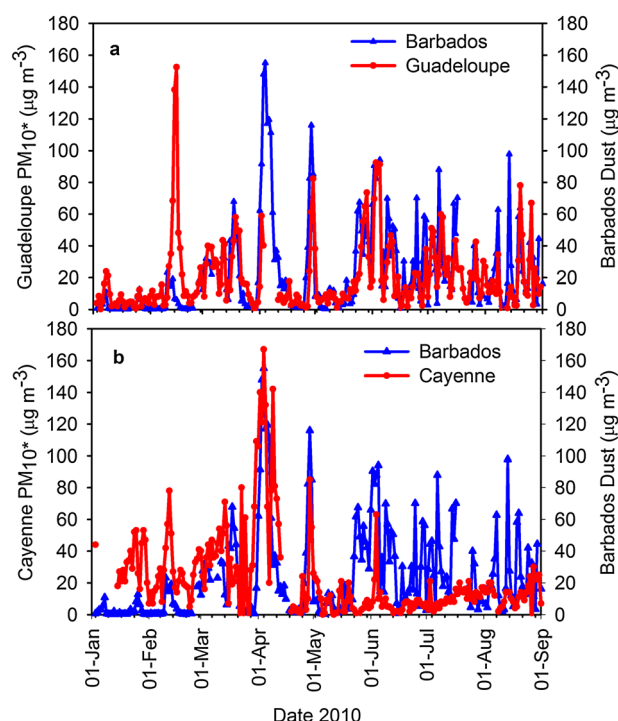 a
Barbados
Guadeloupe
Guadeloupe PM10* (µg m-3)
180
160
140
120
100
80
60
40
20
0
180
160
140
120
100
80
60
40
20
0
Barbados Dust (µg m-3)
b
Barbados
Cayenne
Cayenne PM10* (µg m-3)
180
160
140
120
100
80
60
40
20
0
180
160
140
120
100
80
60
40
20
0
Barbados Dust (µg m-3)
01-Jan
01-Feb
01-Mar
01-Apr
01-May
01-Jun
01-Jul
01-Aug
01-Sep
Date 2010